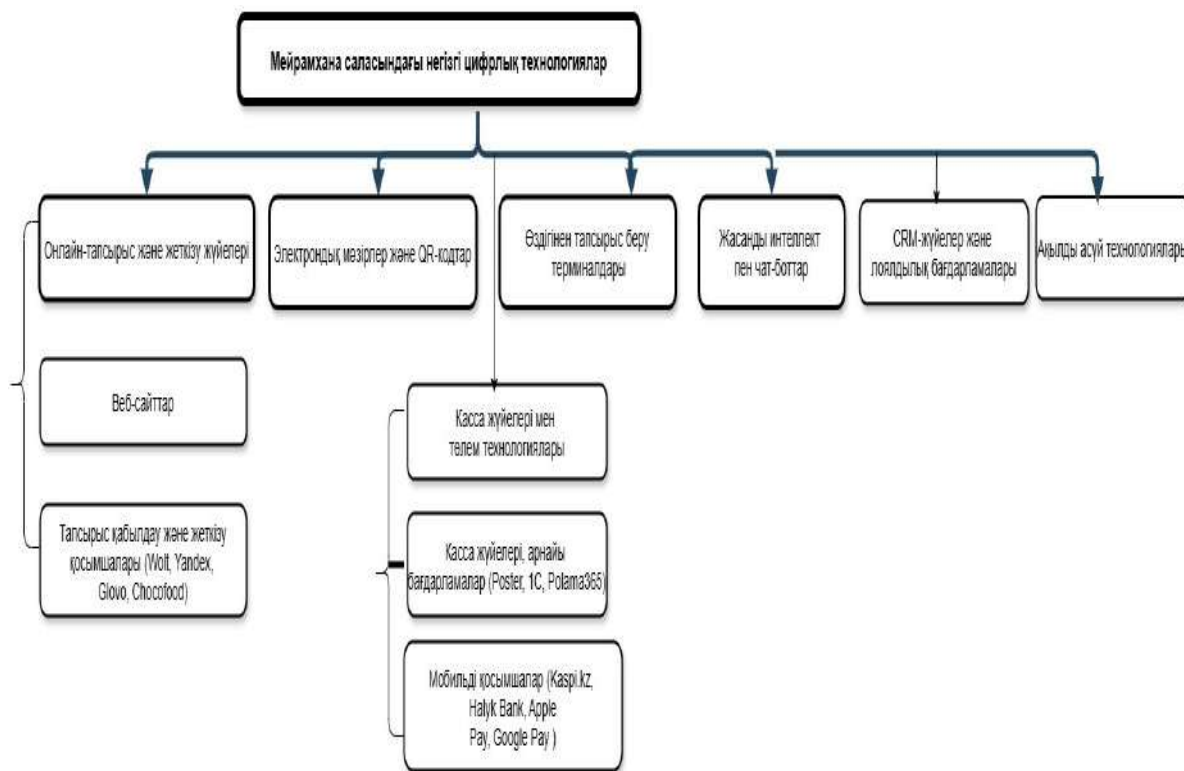 Мейрамхана саласындағы негізгі цифрлық технологиялар
Онлайн-тапсырыс және жеткізу жүйелері
Электрондық мәзірлер және QR-кодтар
Өздігінен тапсырыс беру
терминалдары
Жасанды интеллект
пен чат-боттар
CRM-жүйелер және
лоялдылық бағдарламалары
Ақылды асүй технологиялары
Веб-сайттар
Тапсырыс қабылдау және жеткізу
қосымшалары (Wolt, Yandex,
Glovo, Chocofood)
Касса жүйелері мен
төлем технологиялары
Касса жүйелері, арнайы
бағдарламалар (Poster, 1C, Polama365)
Мобильді қосымшалар (Kaspi.kz,
Halyk Bank, Apple
Pay, Google Pay )